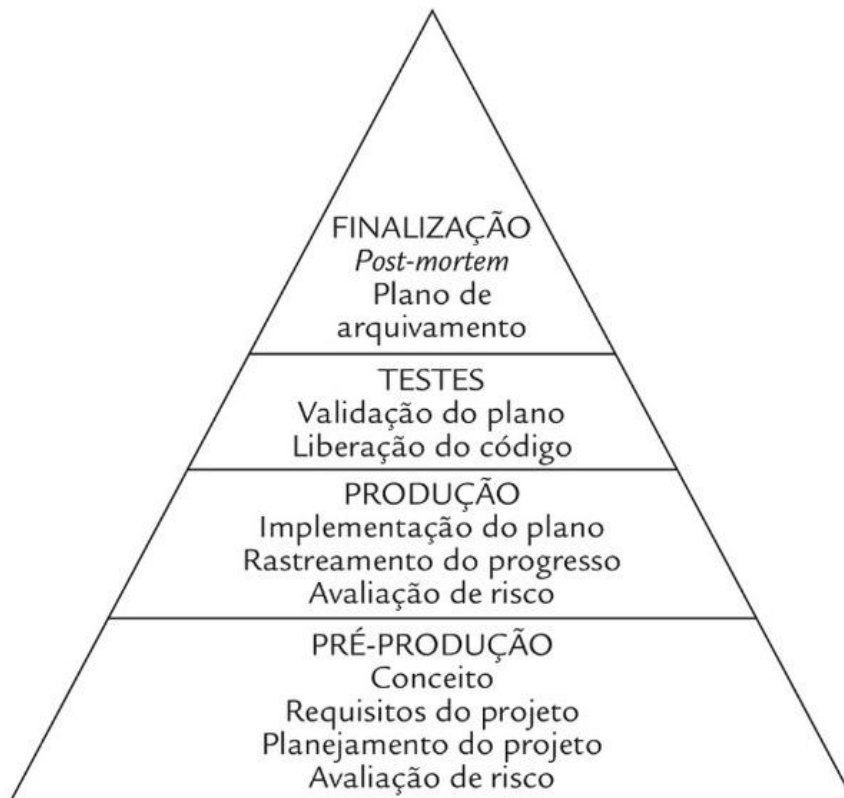 FINALIZAÇÃO
Post-mortem
Plano de
arquivamento
TESTES
Validação do plano
Liberação do código
PRODUÇÃO
Implementação do plano
Rastreamento do progresso
Avaliação de risco
PRÉ-PRODUÇÃO
Conceito
Requisitos do projeto
Planejamento do projeto
Avaliação de risco